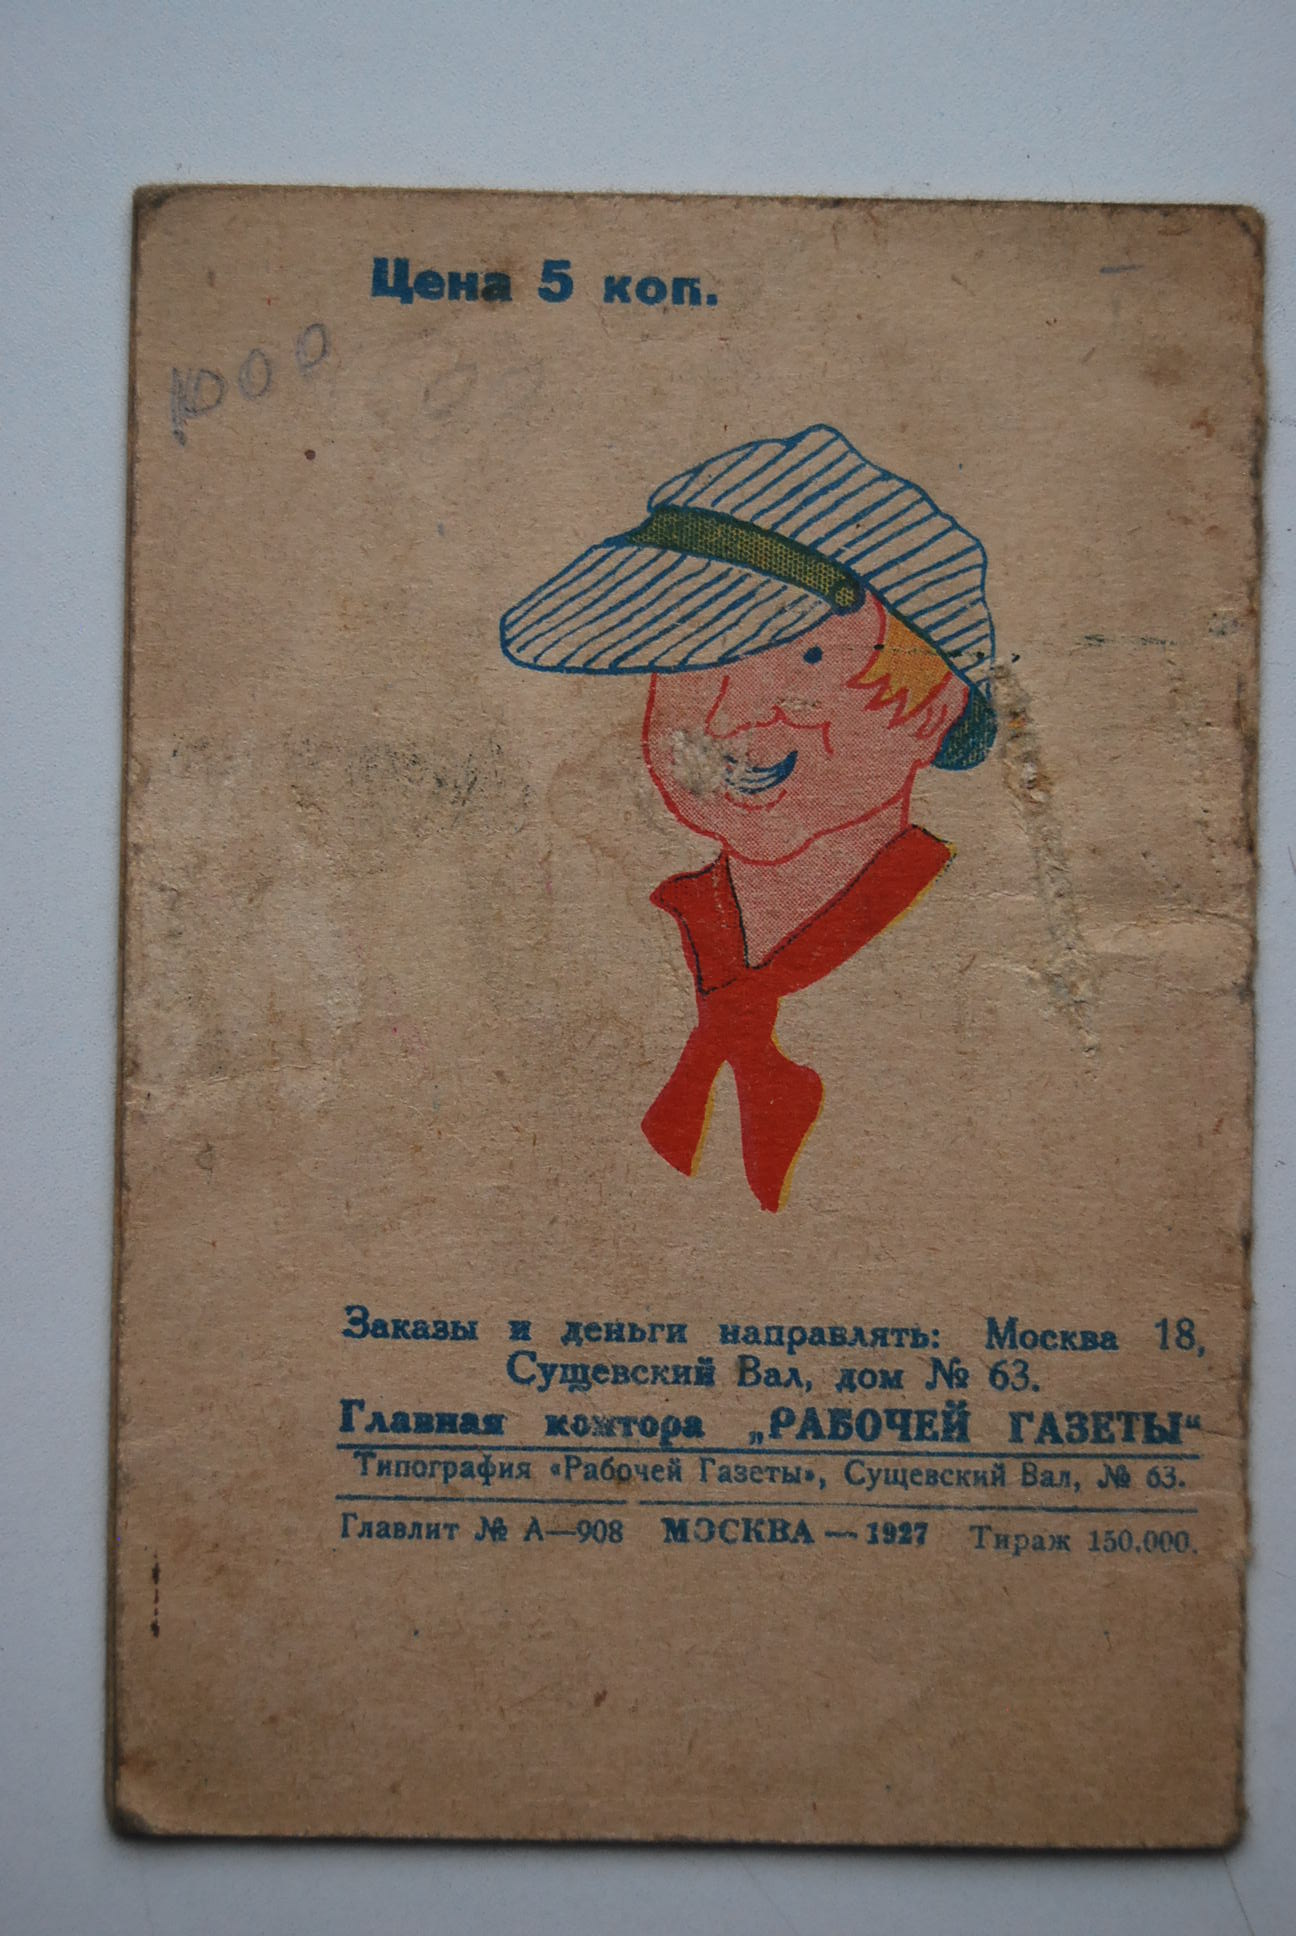 Цена 5 коп.
1000
Заказы и деньги направлять: Москва 18,
Сущевский Вал, дом № 63.
Главная контора „РАБОЧЕЙ ГАЗЕТЫ“
Типография «Рабочей Газеты», Сущевский Вал, № 63.
Главлит № А—908 МОСКВА — 1927 Тираж 150.000.